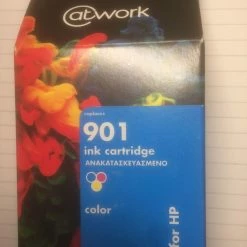 @work
replaces
901
ink cartridge
ΑΝΑΚΑΤΑΣΚΕΥΑΣΜΕΝΟ
color
for HP